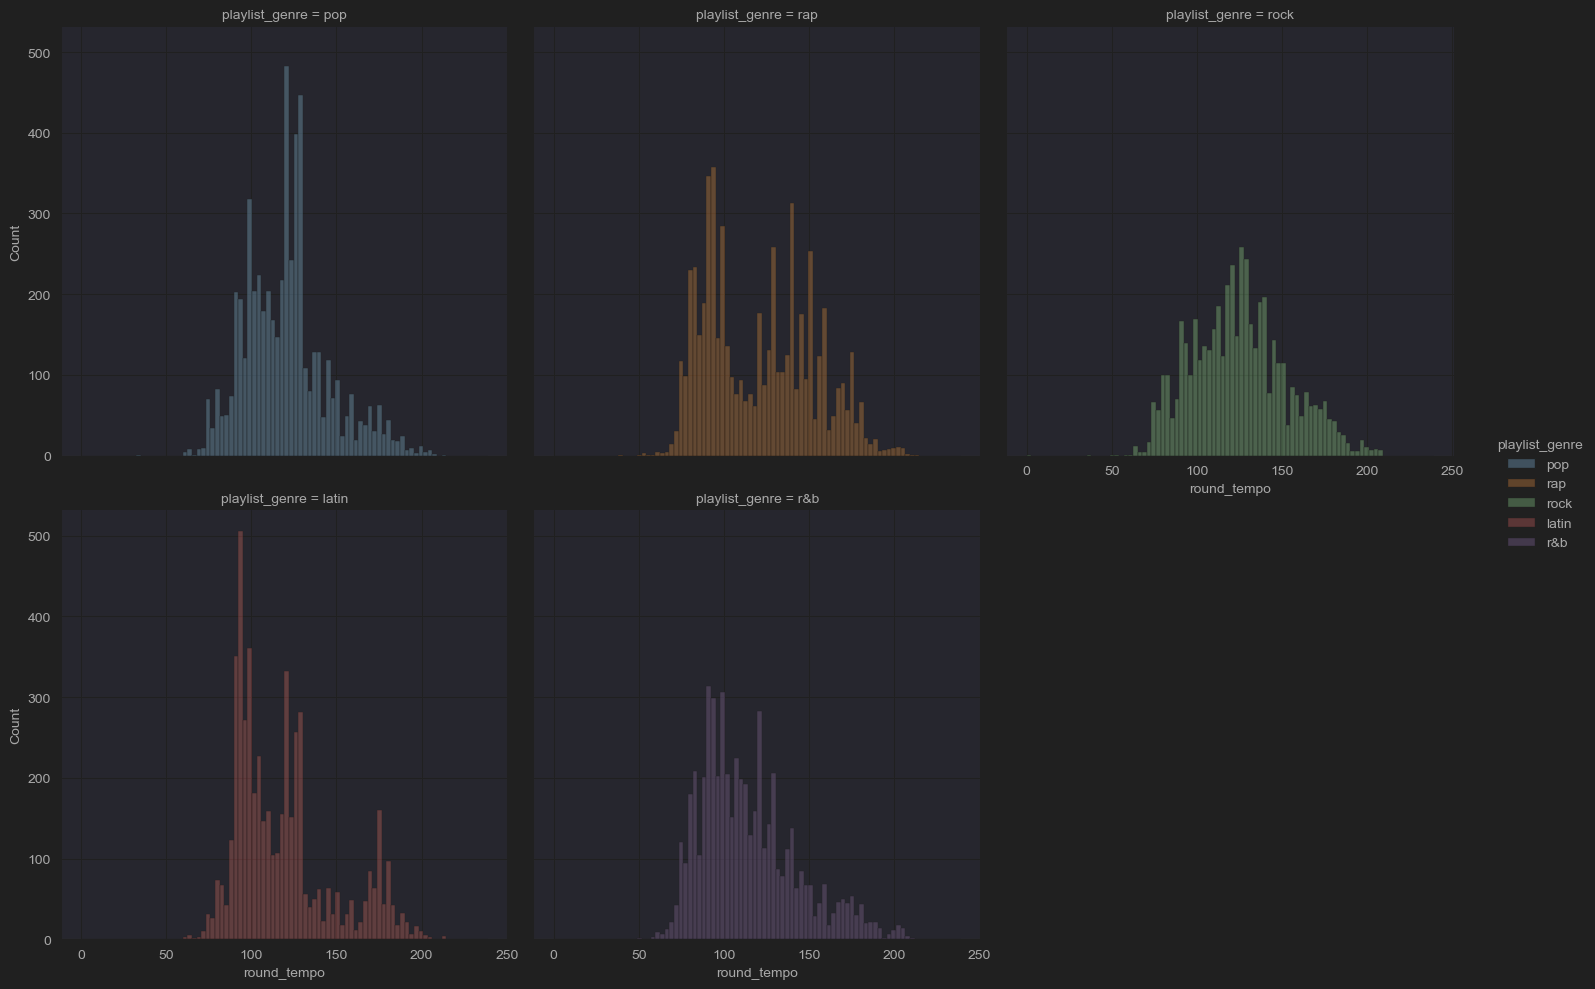 playlist_genre = pop
playlist_genre = rap
playlist_genre = rock
500
400
300
200
100
0
Count
0 50 100 150 200 250
round_tempo
playlist_genre
pop
rap
rock
latin
r&b
playlist_genre = latin
playlist_genre = r&b
500
400
300
200
100
0
Count
0 50 100 150 200 250
round_tempo
0 50 100 150 200 250
round_tempo